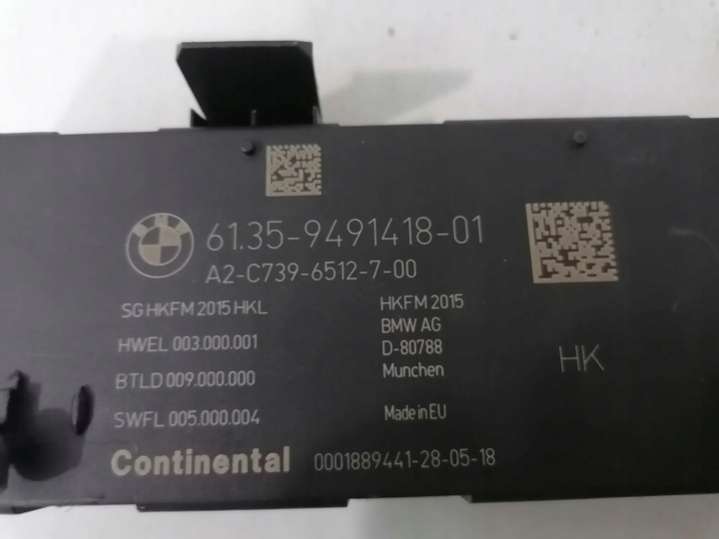 61.35-9491418-01
A2-C739-6512-7-00
SG HKFM 2015 HKL
HWEL 003.000.001
BTLD 009.000.000
SWFL 005.000.004
HKFM 2015
BMW AG
D-80788
Munchen
Made in EU
HK
Continental 0001889441-28-05-18